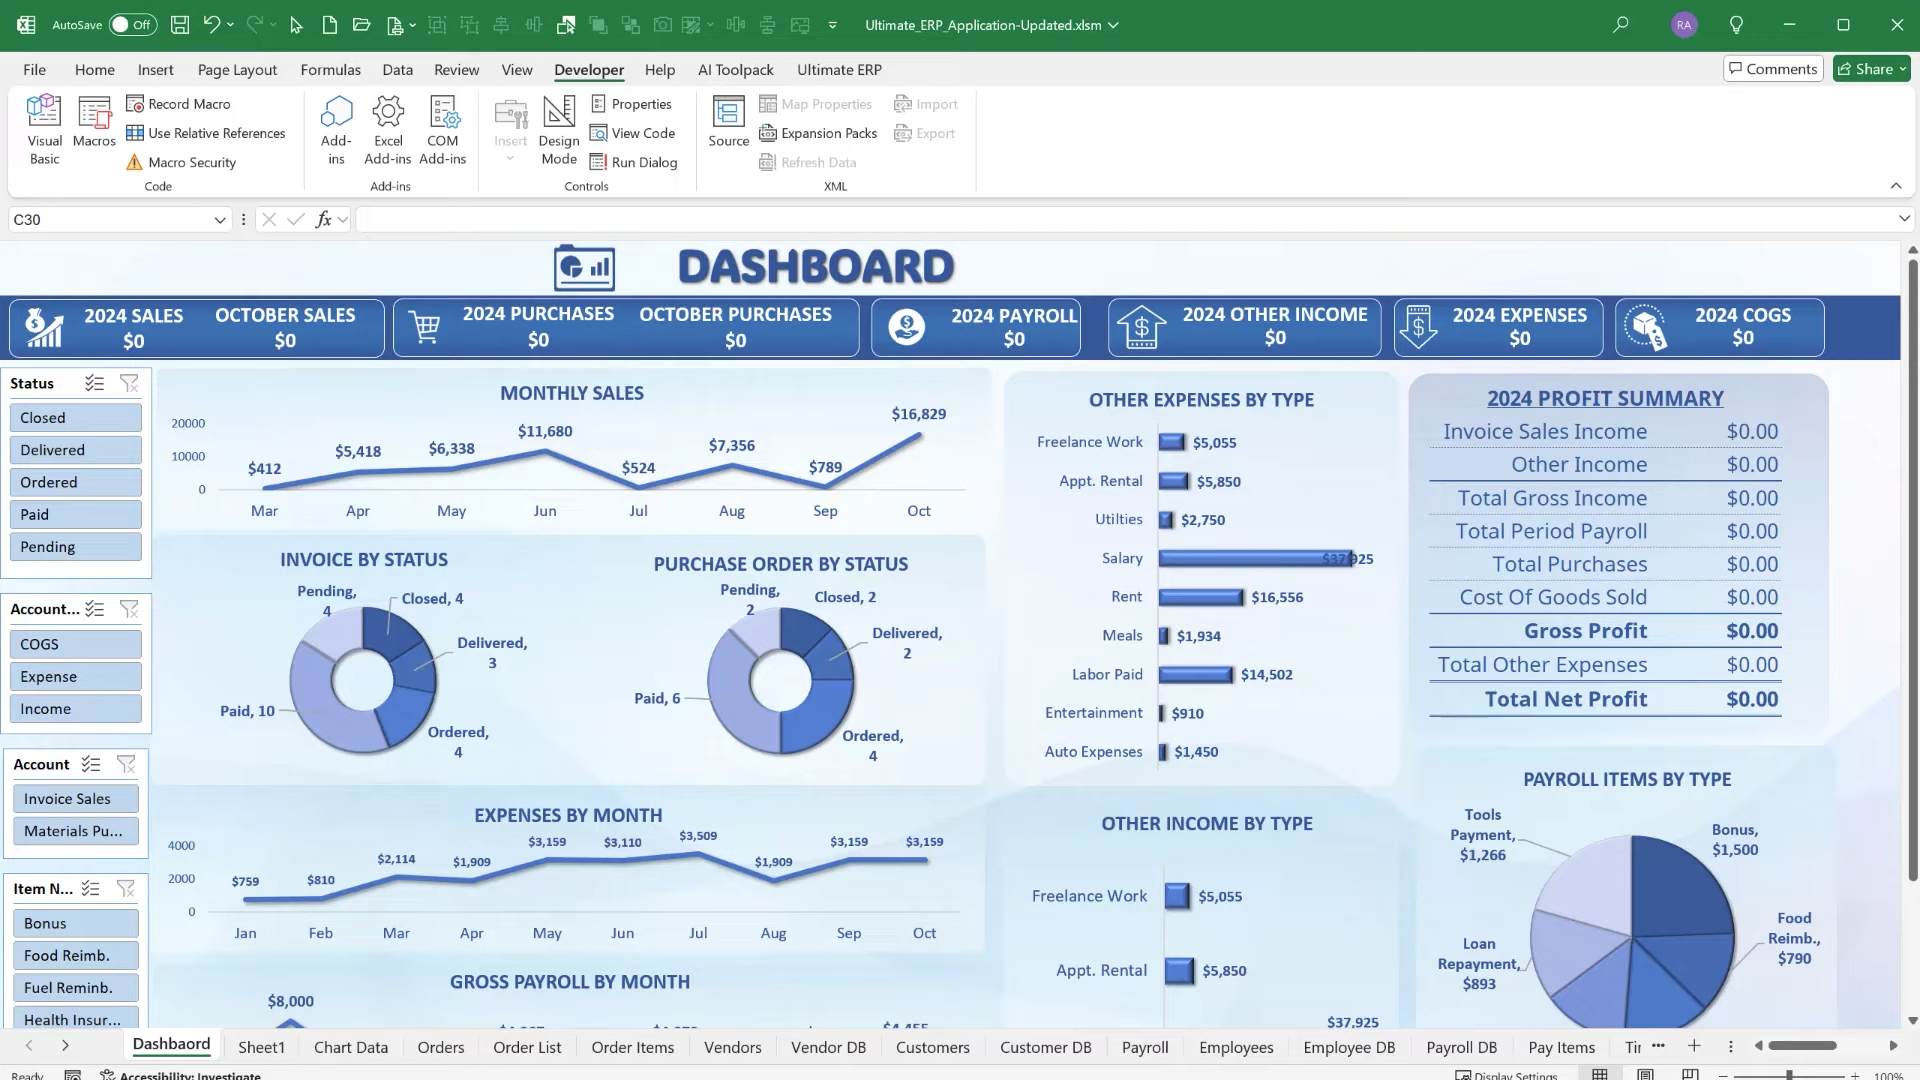 AutoSave Off Ultimate_ERP_Application-Updated.xlsm RA
File Home Insert Page Layout Formulas Data Review View Developer Help AI Toolpack Ultimate ERP Comments Share
Visual Basic
Macros
Record Macro
Use Relative References
Macro Security
Code
Add-ins
Excel Add-ins
COM Add-ins
Add-ins
Insert
Design Mode
Properties
View Code
Run Dialog
Controls
Source
Map Properties
Expansion Packs
Refresh Data
Import
Export
XML
C30
fx
DASHBOARD
2024 SALES
$0
OCTOBER SALES
$0
2024 PURCHASES
$0
OCTOBER PURCHASES
$0
2024 PAYROLL
$0
2024 OTHER INCOME
$0
2024 EXPENSES
$0
2024 COGS
$0
Status
Closed
Delivered
Ordered
Paid
Pending
Account...
COGS
Expense
Income
Account
Invoice Sales
Materials Pu...
Item N...
Bonus
Food Reimb.
Fuel Reminb.
Health Insur...
MONTHLY SALES
20000
10000
0
$412 $5,418 $6,338 $11,680 $524 $7,356 $789 $16,829
Mar Apr May Jun Jul Aug Sep Oct
INVOICE BY STATUS
Pending, 4
Closed, 4
Delivered, 3
Paid, 10
Ordered, 4
PURCHASE ORDER BY STATUS
Pending, 2
Closed, 2
Delivered, 2
Paid, 6
Ordered, 4
EXPENSES BY MONTH
4000
2000
0
$759 $810 $2,114 $1,909 $3,159 $3,110 $3,509 $1,909 $3,159 $3,159
Jan Feb Mar Apr May Jun Jul Aug Sep Oct
GROSS PAYROLL BY MONTH
$8,000
OTHER EXPENSES BY TYPE
Freelance Work $5,055
Appt. Rental $5,850
Utilties $2,750
Salary $37,925
Rent $16,556
Meals $1,934
Labor Paid $14,502
Entertainment $910
Auto Expenses $1,450
OTHER INCOME BY TYPE
Freelance Work $5,055
Appt. Rental $5,850
$37,925
2024 PROFIT SUMMARY
Invoice Sales Income $0.00
Other Income $0.00
Total Gross Income $0.00
Total Period Payroll $0.00
Total Purchases $0.00
Cost Of Goods Sold $0.00
Gross Profit $0.00
Total Other Expenses $0.00
Total Net Profit $0.00
PAYROLL ITEMS BY TYPE
Tools Payment, $1,266
Bonus, $1,500
Food Reimb., $790
Loan Repayment, $893
Dashbaord Sheet1 Chart Data Orders Order List Order Items Vendors Vendor DB Customers Customer DB Payroll Employees Employee DB Payroll DB Pay Items Tir
Ready Accessibility: Investigate Display Settings 100%